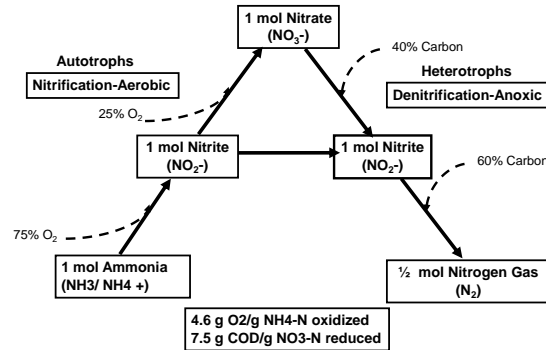 1 mol Nitrate
(NO₃-)
Autotrophs
Nitrification-Aerobic
40% Carbon
Heterotrophs
Denitrification-Anoxic
25% O₂
1 mol Nitrite
(NO₂-)
1 mol Nitrite
(NO₂-)
60% Carbon
75% O₂
1 mol Ammonia
(NH3/ NH4 +)
½ mol Nitrogen Gas
(N₂)
4.6 g O2/g NH4-N oxidized
7.5 g COD/g NO3-N reduced